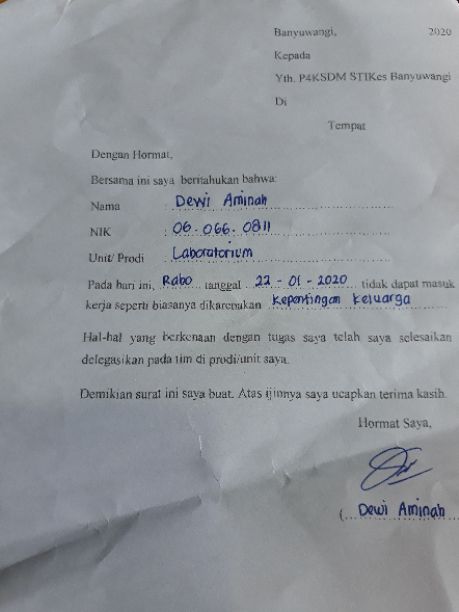 Banyuwangi, 2020
Kepada
Yth. P4KSDM STIKes Banyuwangi
Di
Tempat
Dengan Hormat,
Bersama ini saya beritahukan bahwa:
Nama : Dewi Aminah
NIK : 06.066.0811
Unit/ Prodi : Laboratorium
Pada hari ini, Rabo tanggal 22 - 01 - 2020 tidak dapat masuk
kerja seperti biasanya dikarenakan Kepentingan Keluarga
Hal-hal yang berkenaan dengan tugas saya telah saya selesaikan
delegasikan pada tim di prodi/unit saya.
Demikian surat ini saya buat. Atas ijinnya saya ucapkan terima kasih.
Hormat Saya,
(... Dewi Aminah